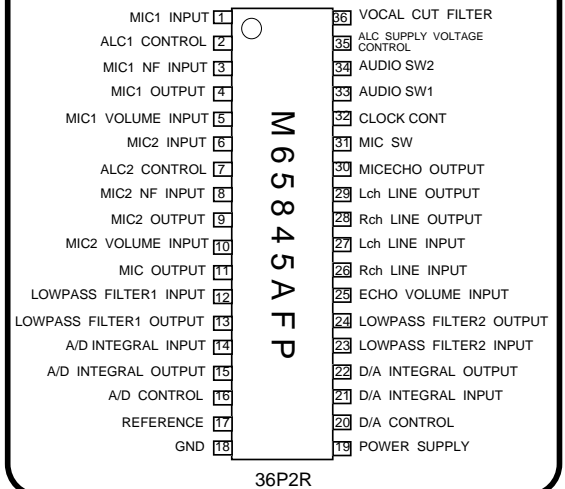 MIC1 INPUT 1
ALC1 CONTROL 2
MIC1 NF INPUT 3
MIC1 OUTPUT 4
MIC1 VOLUME INPUT 5
MIC2 INPUT 6
ALC2 CONTROL 7
MIC2 NF INPUT 8
MIC2 OUTPUT 9
MIC2 VOLUME INPUT 10
MIC OUTPUT 11
LOWPASS FILTER1 INPUT 12
LOWPASS FILTER1 OUTPUT 13
A/D INTEGRAL INPUT 14
A/D INTEGRAL OUTPUT 15
A/D CONTROL 16
REFERENCE 17
GND 18
M65845AFP
36 VOCAL CUT FILTER
35 ALC SUPPLY VOLTAGE
CONTROL
34 AUDIO SW2
33 AUDIO SW1
32 CLOCK CONT
31 MIC SW
30 MICECHO OUTPUT
29 Lch LINE OUTPUT
28 Rch LINE OUTPUT
27 Lch LINE INPUT
26 Rch LINE INPUT
25 ECHO VOLUME INPUT
24 LOWPASS FILTER2 OUTPUT
23 LOWPASS FILTER2 INPUT
22 D/A INTEGRAL OUTPUT
21 D/A INTEGRAL INPUT
20 D/A CONTROL
19 POWER SUPPLY
36P2R